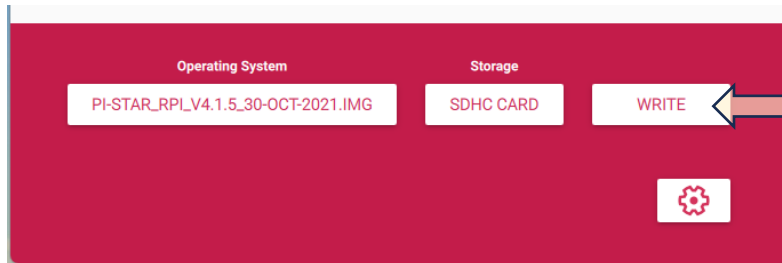 Operating System
Storage
PI-STAR_RPI_V4.1.5_30-OCT-2021.IMG
SDHC CARD
WRITE